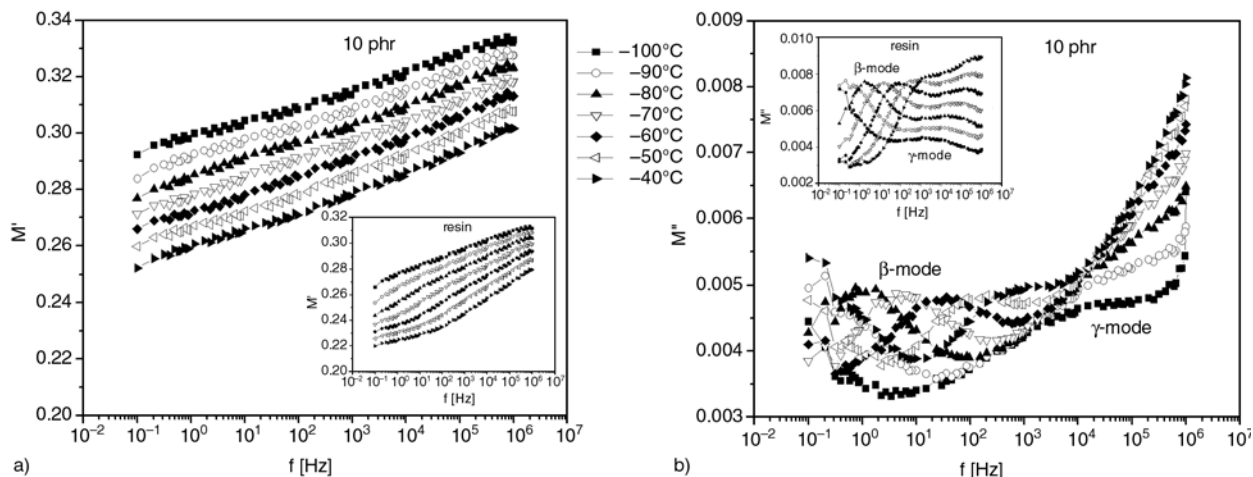 0.34
0.32
0.30
0.28
0.26
0.24
0.22
0.20
M′
10 phr
10⁻² 10⁻¹ 10⁰ 10¹ 10² 10³ 10⁴ 10⁵ 10⁶ 10⁷
f [Hz]
a)
resin
0.32
0.30
0.28
0.26
0.24
0.22
0.20
M′
10⁻² 10⁻¹ 10⁰ 10¹ 10² 10³ 10⁴ 10⁵ 10⁶ 10⁷
f [Hz]
–100°C
–90°C
–80°C
–70°C
–60°C
–50°C
–40°C
0.009
0.008
0.007
0.006
0.005
0.004
0.003
M″
10 phr
β-mode
γ-mode
10⁻² 10⁻¹ 10⁰ 10¹ 10² 10³ 10⁴ 10⁵ 10⁶ 10⁷
f [Hz]
b)
0.010
0.008
0.006
0.004
0.002
M′
resin
β-mode
γ-mode
10⁻² 10⁻¹ 10⁰ 10¹ 10² 10³ 10⁴ 10⁵ 10⁶ 10⁷
f [Hz]